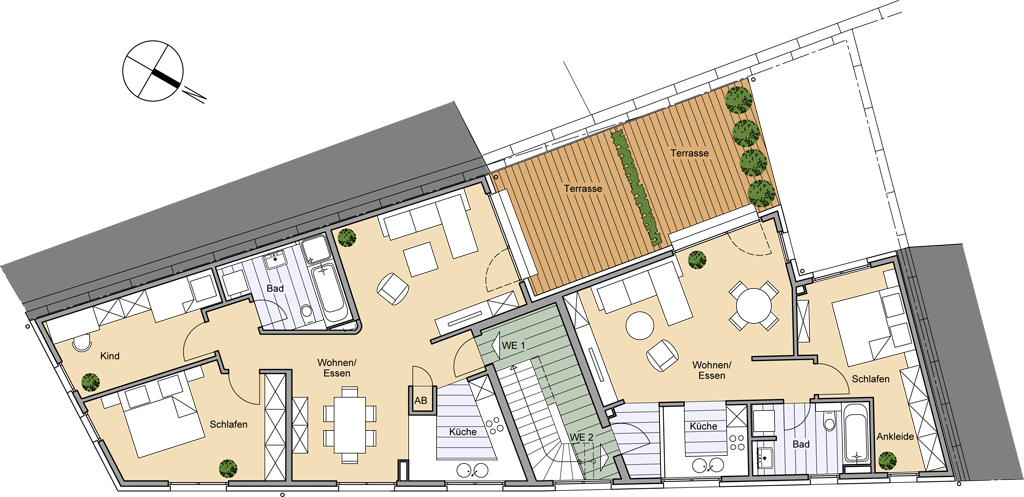 Terrasse
Terrasse
Bad
Kind
Wohnen/
Essen
WE 1
Schlafen
AB
Küche
WE 2
Wohnen/
Essen
Schlafen
Küche
Bad
Ankleide
N